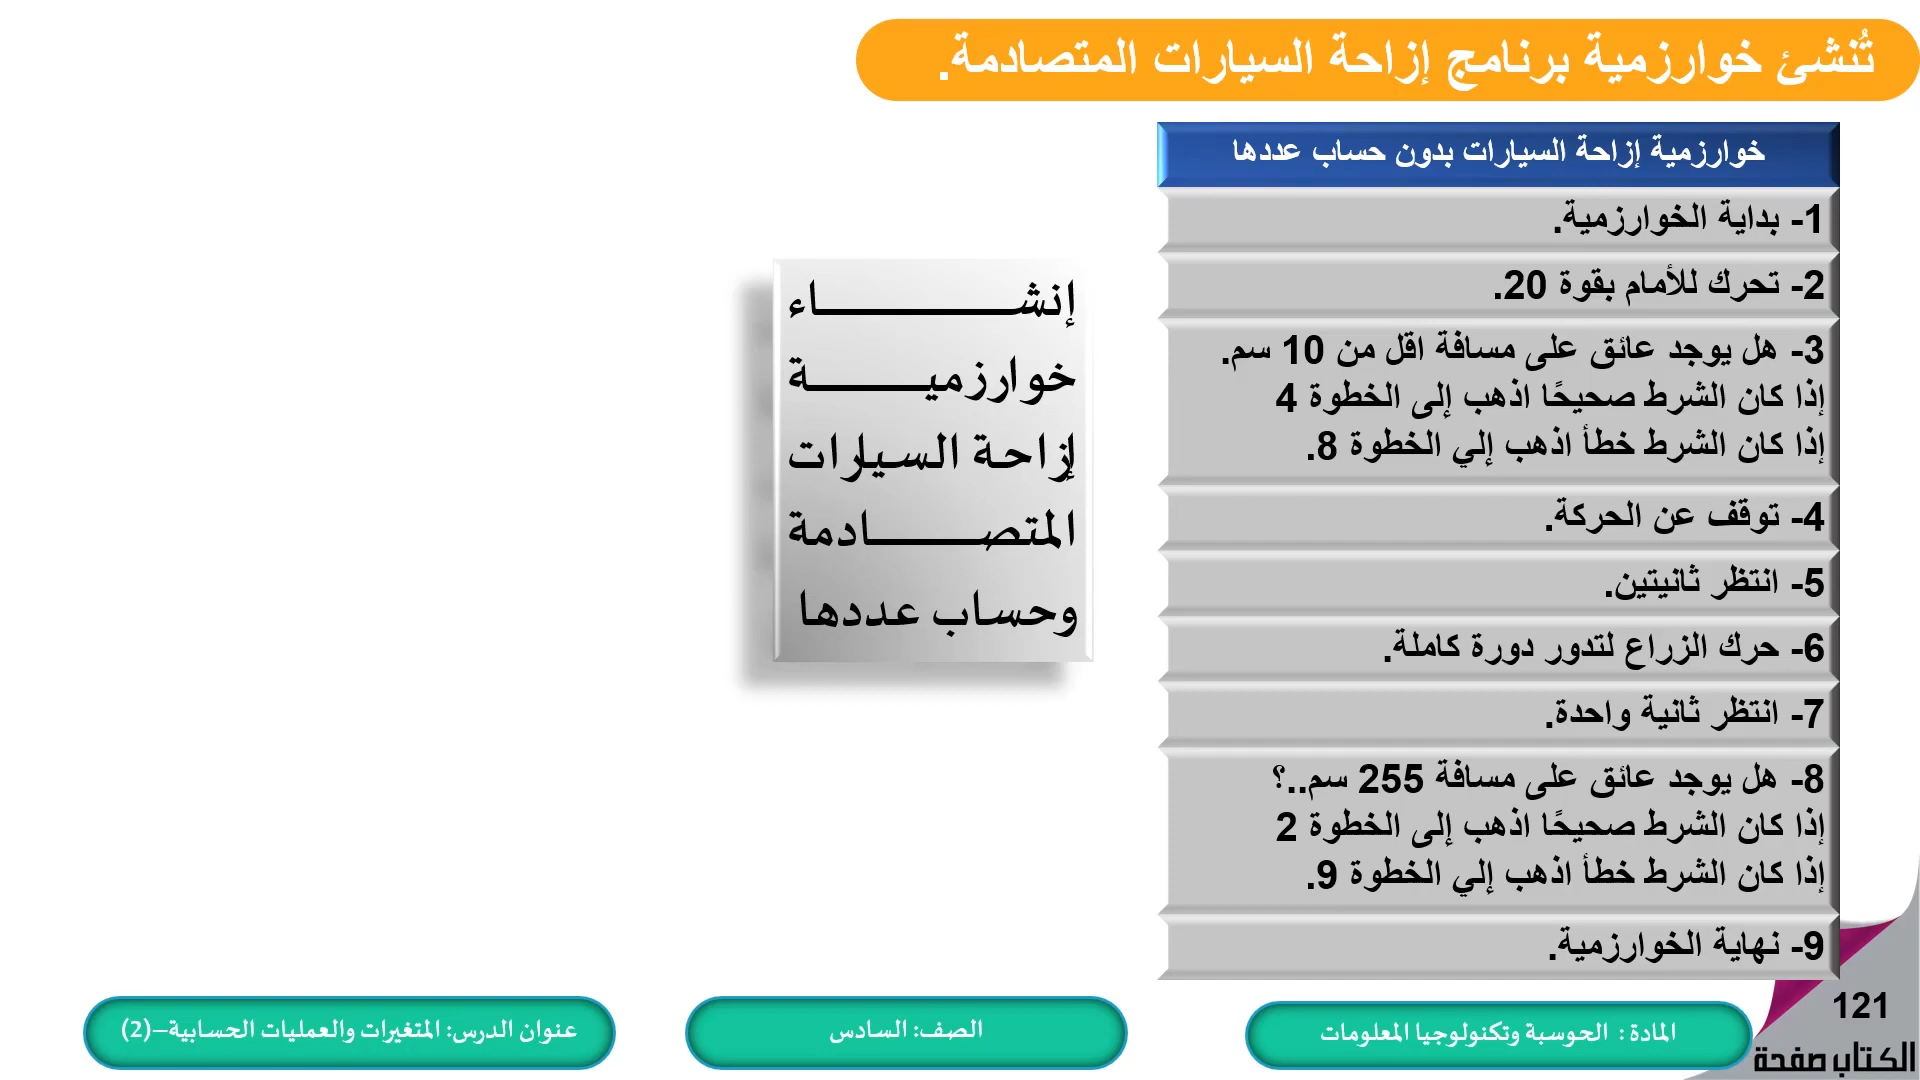 تُنشئ خوارزمية برنامج إزاحة السيارات المتصادمة.
خوارزمية إزاحة السيارات بدون حساب عددها
1- بداية الخوارزمية.
2- تحرك للأمام بقوة 20.
3- هل يوجد عائق على مسافة اقل من 10 سم.
إذا كان الشرط صحيحًا اذهب إلى الخطوة 4
إذا كان الشرط خطأ اذهب إلي الخطوة 8.
4- توقف عن الحركة.
5- انتظر ثانيتين.
6- حرك الزراع لتدور دورة كاملة.
7- انتظر ثانية واحدة.
8- هل يوجد عائق على مسافة 255 سم..؟
إذا كان الشرط صحيحًا اذهب إلى الخطوة 2
إذا كان الشرط خطأ اذهب إلي الخطوة 9.
9- نهاية الخوارزمية.
إنشاء
خوارزمية
إزاحة السيارات
المتصادمة
وحساب عددها
121
الكتاب صفحة
المادة : الحوسبة وتكنولوجيا المعلومات
الصف: السادس
عنوان الدرس: المتغيرات والعمليات الحسابية–(2)